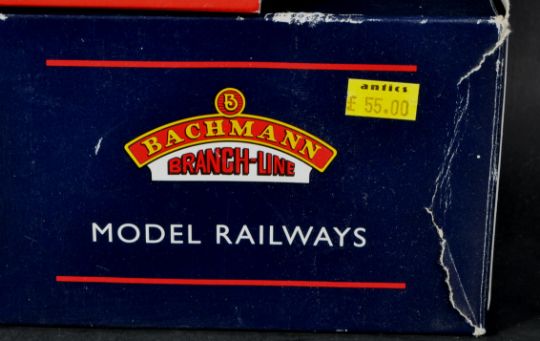 antics
£ 55.00
B
BACHMANN
BRANCH-LINE
MODEL RAILWAYS